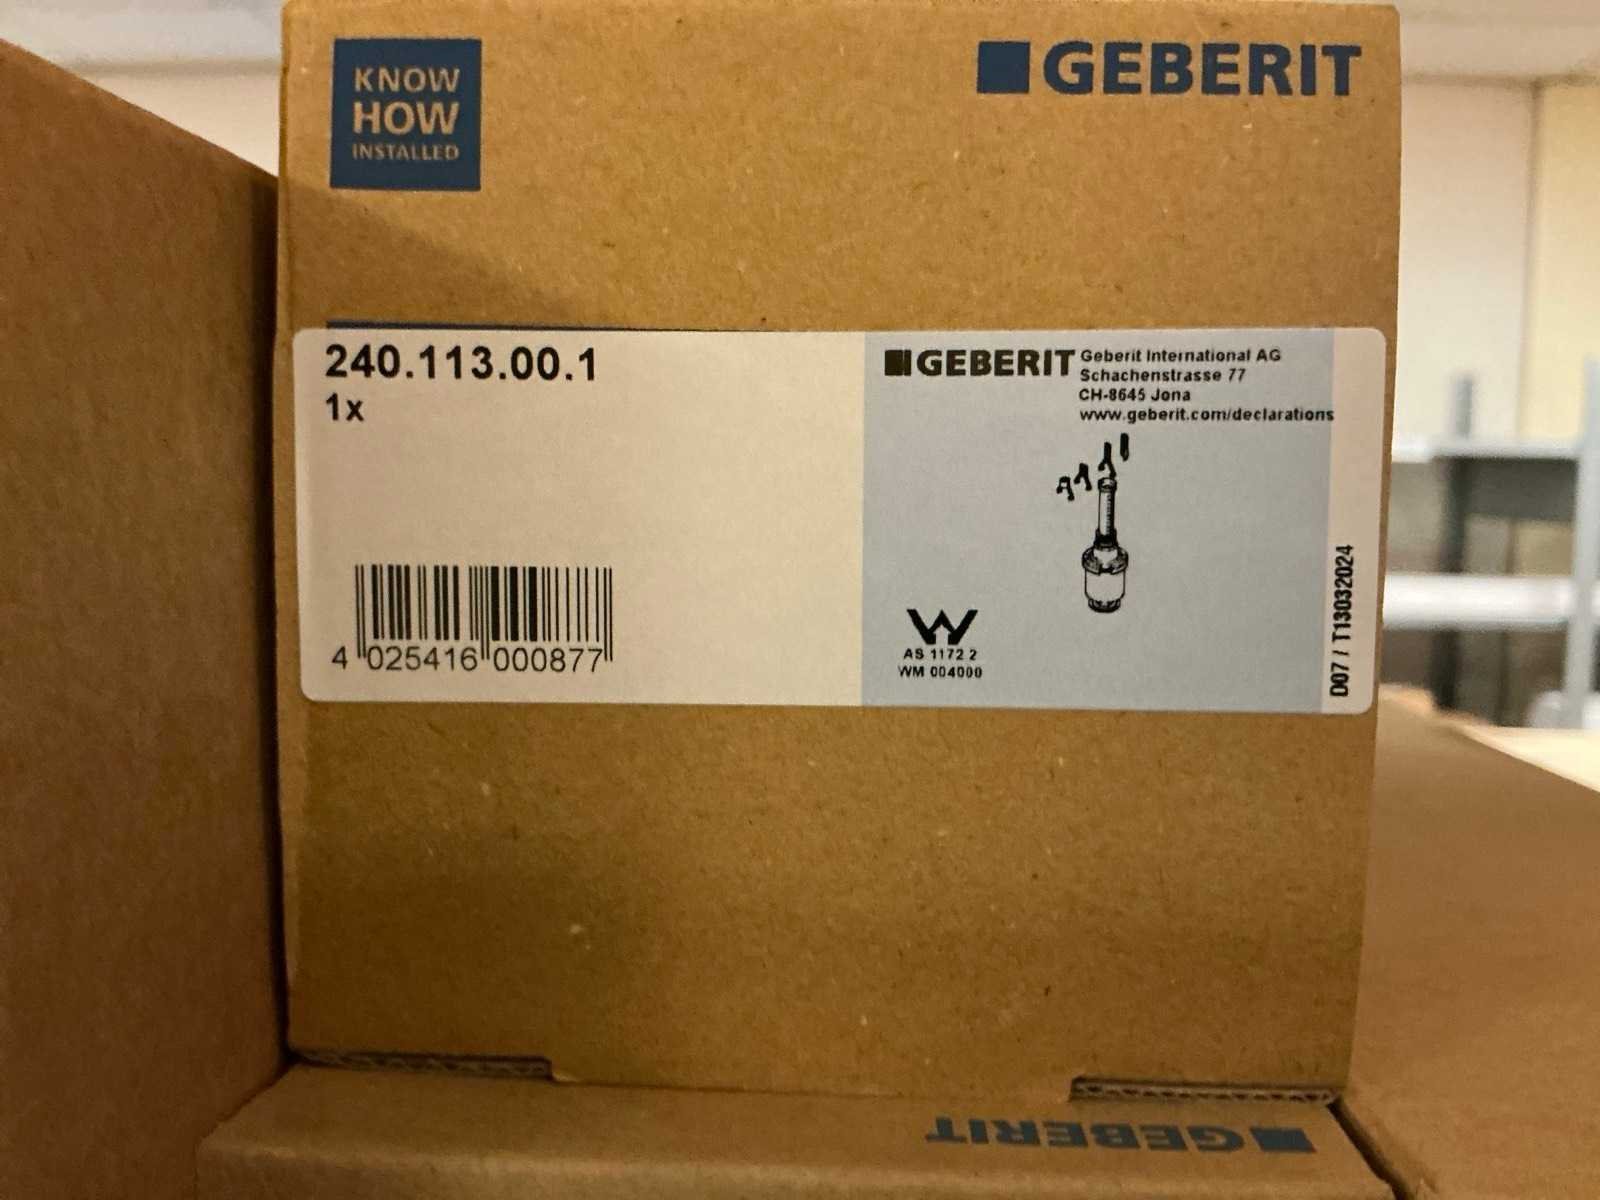 KNOW
HOW
INSTALLED
GEBERIT
240.113.00.1
1x
GEBERIT
Geberit International AG
Schachenstrasse 77
CH-8645 Jona
www.geberit.com/declarations
4 025416 000877
AS 1172 2
WM 004000
D07 / T13032024
GEBERIT